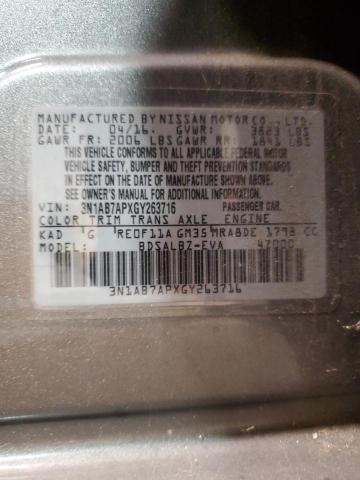 MANUFACTURED BY NISSAN MOTOR CO., LTD.
DATE: 04/16. GVWR: 3823 LBS
GAWR FR: 2006 LBS GAWR RR: 1841 LBS
THIS VEHICLE CONFORMS TO ALL APPLICABLE FEDERAL MOTOR
VEHICLE SAFETY, BUMPER AND THEFT PREVENTION STANDARDS
IN EFFECT ON THE DATE OF MANUFACTURE SHOWN ABOVE.
SEE OWNER'S MANUAL FOR ADDITIONAL INFORMATION.
VIN: 3N1AB7APXGY263716 PASSENGER CAR.
COLOR TRIM TRANS AXLE ENGINE
KAD G RE0F11A GM35 MRA8DE 1798 CC
MODEL: BDSALBZ-EVA 47000
3N1AB7APXGY263716